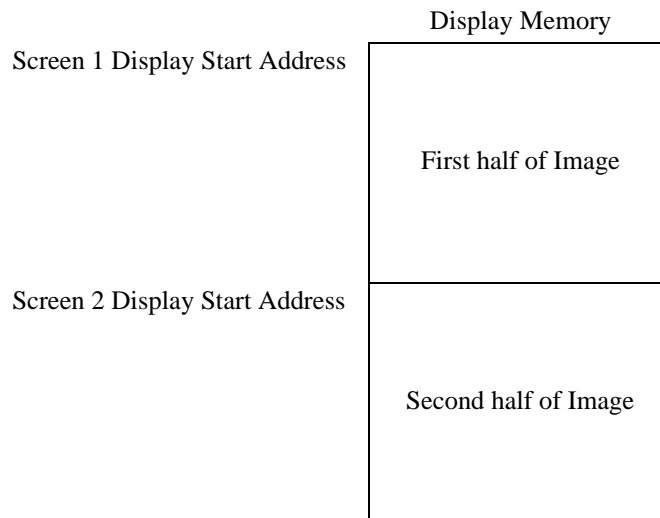 Display Memory
Screen 1 Display Start Address
First half of Image
Screen 2 Display Start Address
Second half of Image